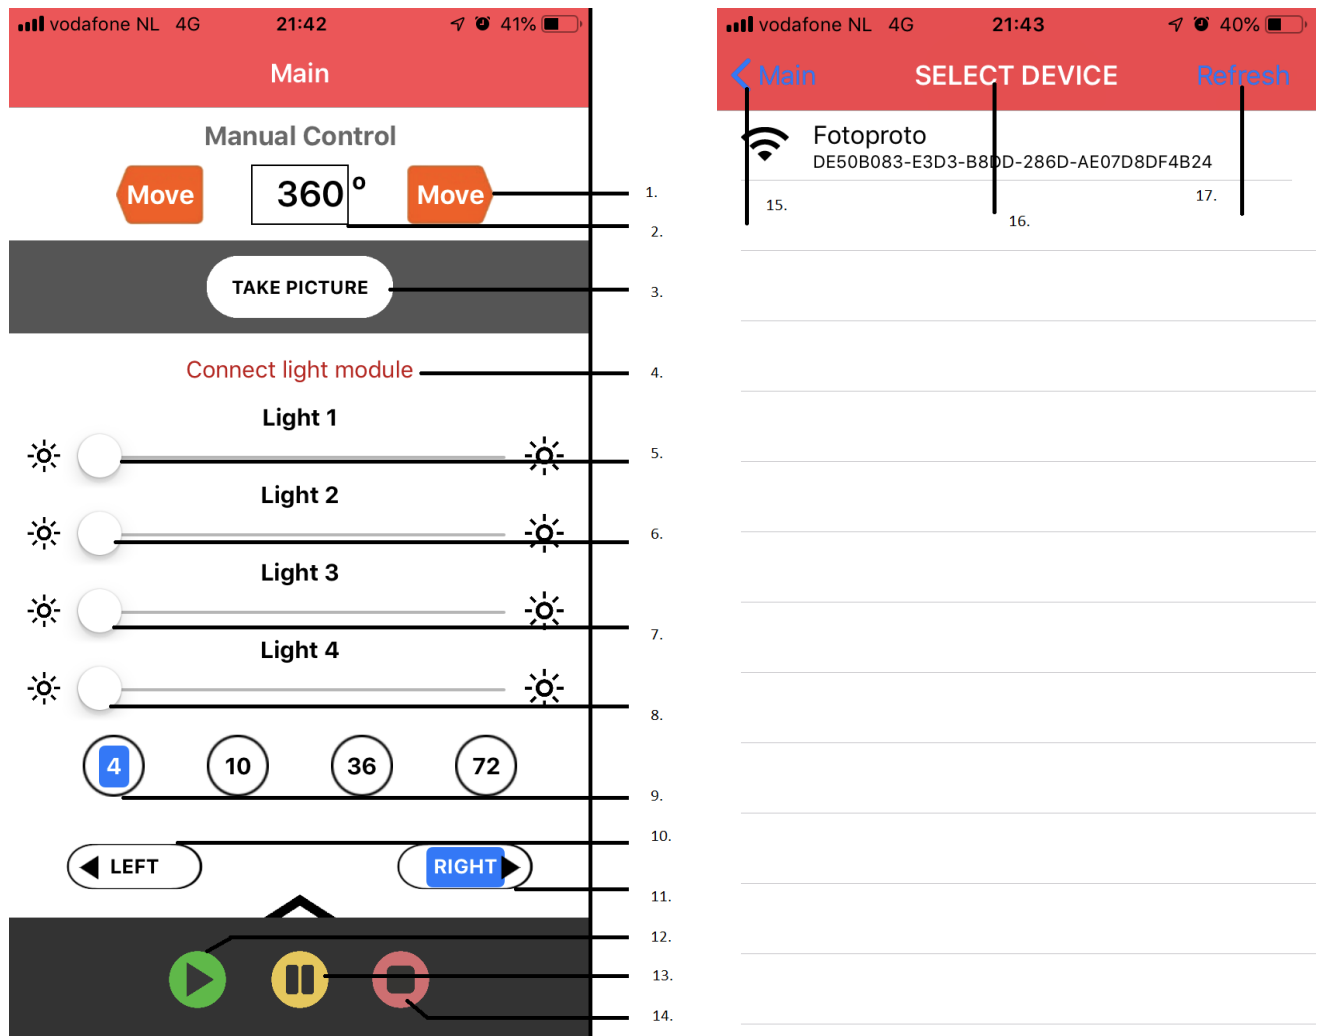 vodafone NL 4G 21:42 41%
Main
Manual Control
Move 360° Move
1.
2.
TAKE PICTURE
3.
Connect light module
4.
Light 1
5.
Light 2
6.
Light 3
7.
Light 4
8.
4 10 36 72
9.
10.
LEFT RIGHT
11.
12.
13.
14.
vodafone NL 4G 21:43 40%
Main SELECT DEVICE Refresh
Fotoproto
DE50B083-E3D3-B8DD-286D-AE07D8DF4B24
15.
16.
17.